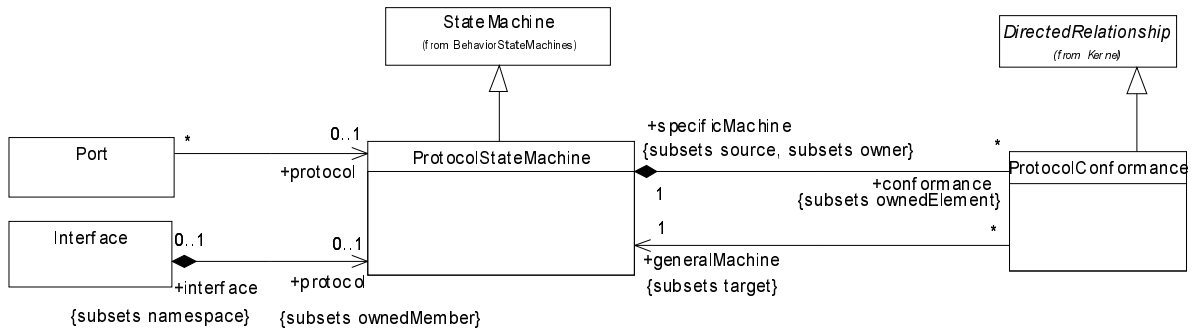 StateMachine
(from BehaviorStateMachines)
DirectedRelationship
(from Kernel)
Port
*
0..1
+protocol
ProtocolStateMachine
+specificMachine
{subsets source, subsets owner}
1
*
+conformance
{subsets ownedElement}
ProtocolConformance
Interface
0..1
+interface
{subsets namespace}
0..1
+protocol
{subsets ownedMember}
1
+generalMachine
{subsets target}
*